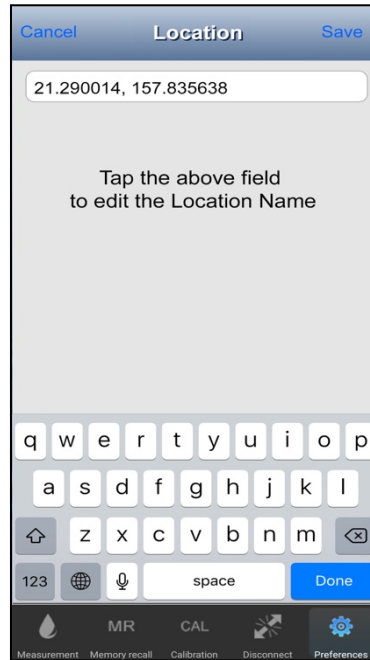 Cancel Location Save
21.290014, 157.835638
Tap the above field
to edit the Location Name
q w e r t y u i o p
a s d f g h j k l
z x c v b n m
123 space Done
MR CAL
Measurement Memory recall Calibration Disconnect Preferences